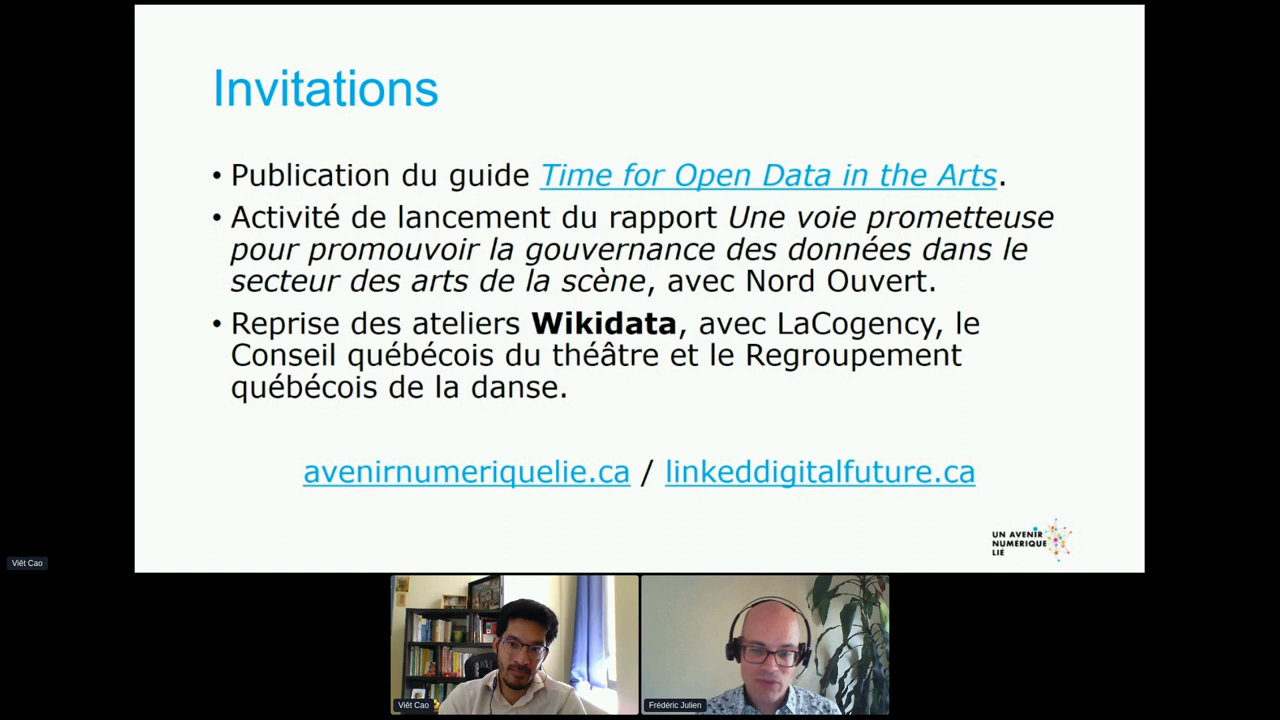 Invitations
• Publication du guide Time for Open Data in the Arts.
• Activité de lancement du rapport Une voie prometteuse
pour promouvoir la gouvernance des données dans le
secteur des arts de la scène, avec Nord Ouvert.
• Reprise des ateliers Wikidata, avec LaCogency, le
Conseil québécois du théâtre et le Regroupement
québécois de la danse.
avenirnumeriquelie.ca / linkeddigitalfuture.ca
UN AVENIR
NUMÉRIQUE
LIÉ
Viêt Cao
Viêt Cao
Frédéric Julien